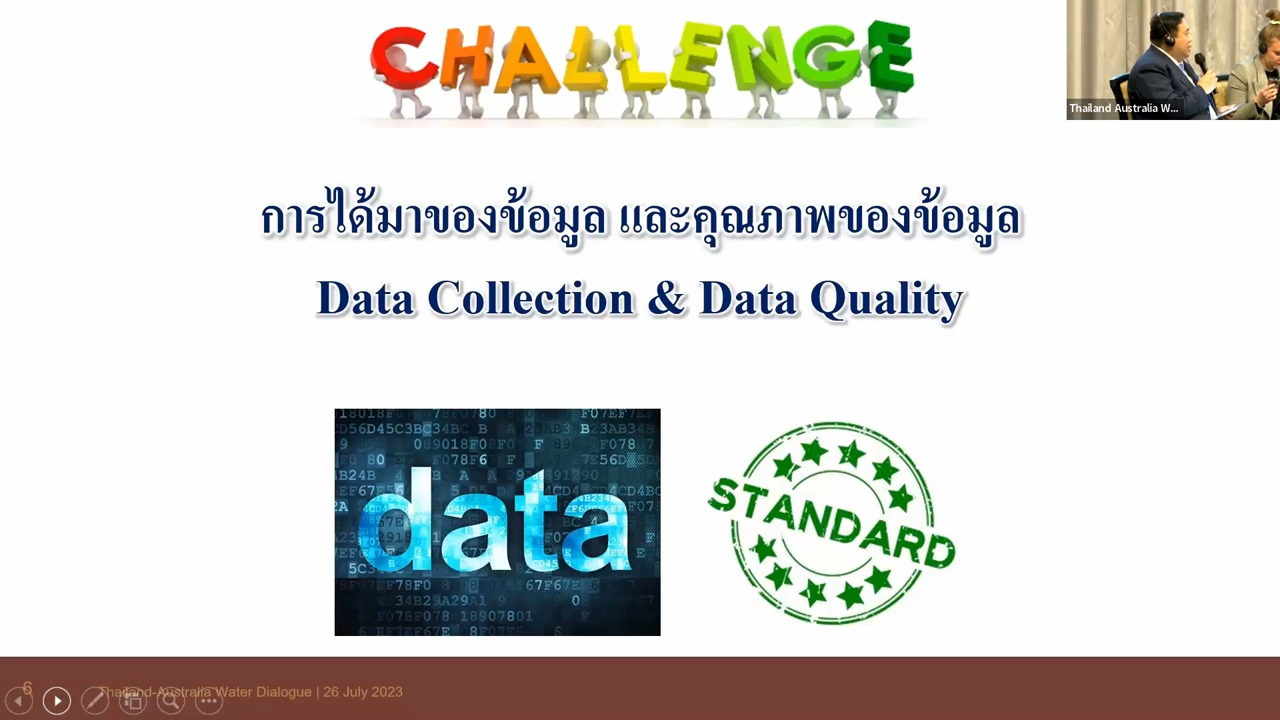 CHALLENGE
Thailand Australia W...
การได้มาของข้อมูล และคุณภาพของข้อมูล
Data Collection & Data Quality
data
STANDARD
6
Thailand-Australia Water Dialogue | 26 July 2023